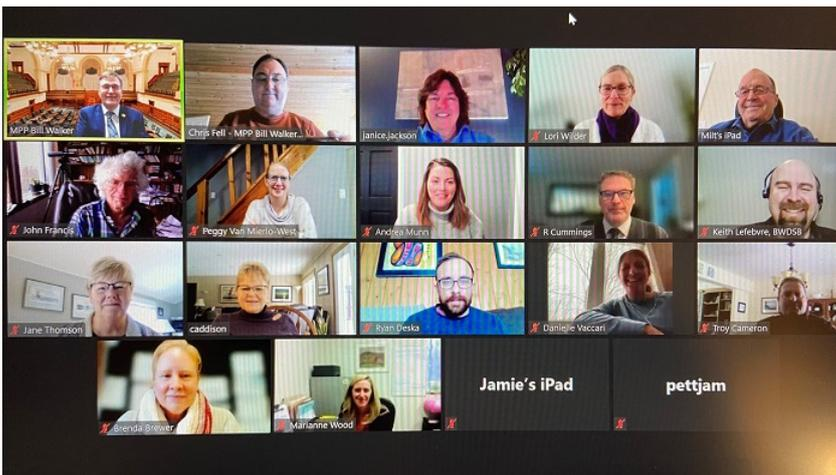 MPP Bill Walker
Chris Fell - MPP Bill Walker...
janice.jackson
Lori Wilder
Milt's iPad
John Francis
Peggy Van Mierlo-West
Andrea Munn
R Cummings
Keith Lefebvre, BWDSB
Jane Thomson
caddison
Ryan Deska
Danielle Vaccari
Troy Cameron
Brenda Brewer
Marianne Wood
Jamie's iPad
pettjam